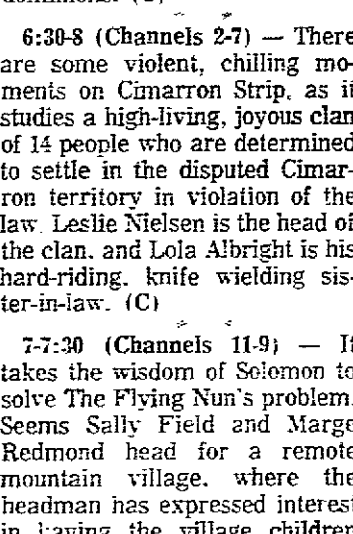 6:30-8 (Channels 2-7) — There
are some violent, chilling mo-
ments on Cimarron Strip, as it
studies a high-living, joyous clan
of 14 people who are determined
to settle in the disputed Cimar-
ron territory in violation of the
law. Leslie Nielsen is the head of
the clan, and Lola Albright is his
hard-riding, knife wielding sis-
ter-in-law. (C)
7-7:30 (Channels 11-9) — It
takes the wisdom of Solomon to
solve The Flying Nun's problem.
Seems Sally Field and Marge
Redmond head for a remote
mountain village, where the
headman has expressed interest
in having the village children